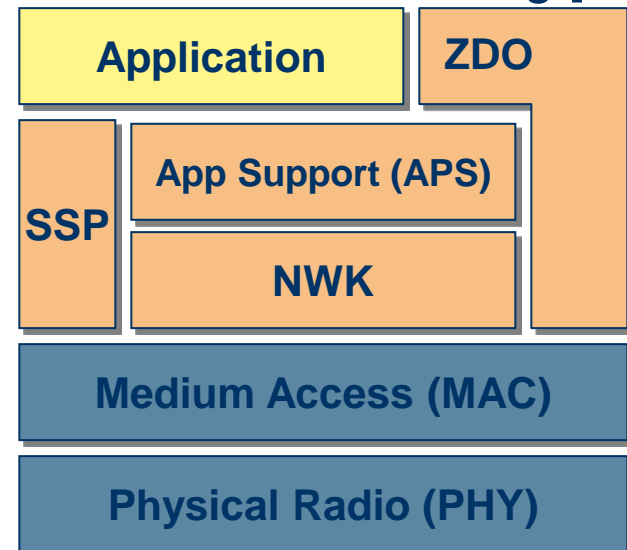 Application
ZDO
App Support (APS)
SSP
NWK
Medium Access (MAC)
Physical Radio (PHY)